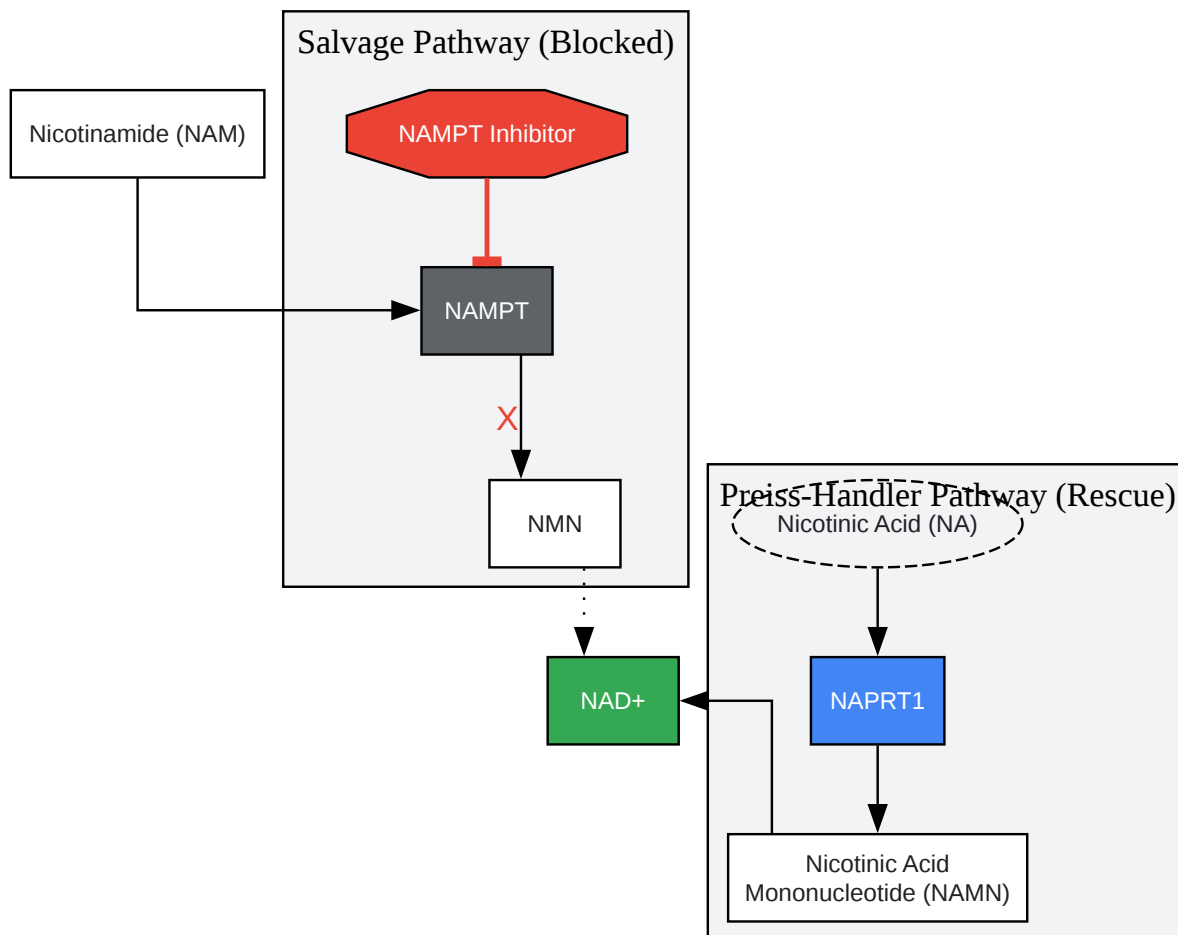 Salvage Pathway (Blocked)
Nicotinamide (NAM)
NAMPT Inhibitor
NAMPT
X
NMN
Preiss-Handler Pathway (Rescue)
Nicotinic Acid (NA)
NAD+
NAPRT1
Nicotinic Acid
Mononucleotide (NAMN)